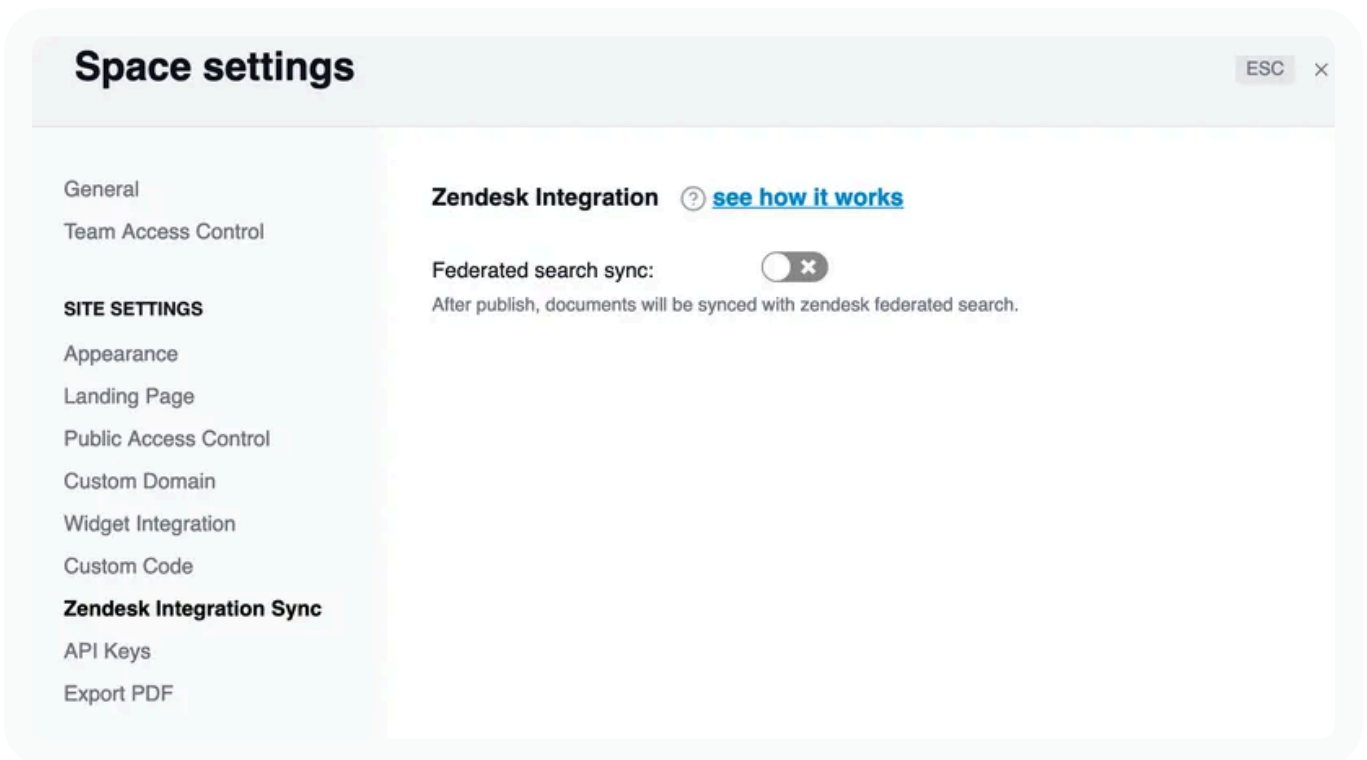 Space settings
ESC ×
General
Team Access Control
SITE SETTINGS
Appearance
Landing Page
Public Access Control
Custom Domain
Widget Integration
Custom Code
Zendesk Integration Sync
API Keys
Export PDF
Zendesk Integration ? see how it works
Federated search sync:
After publish, documents will be synced with zendesk federated search.